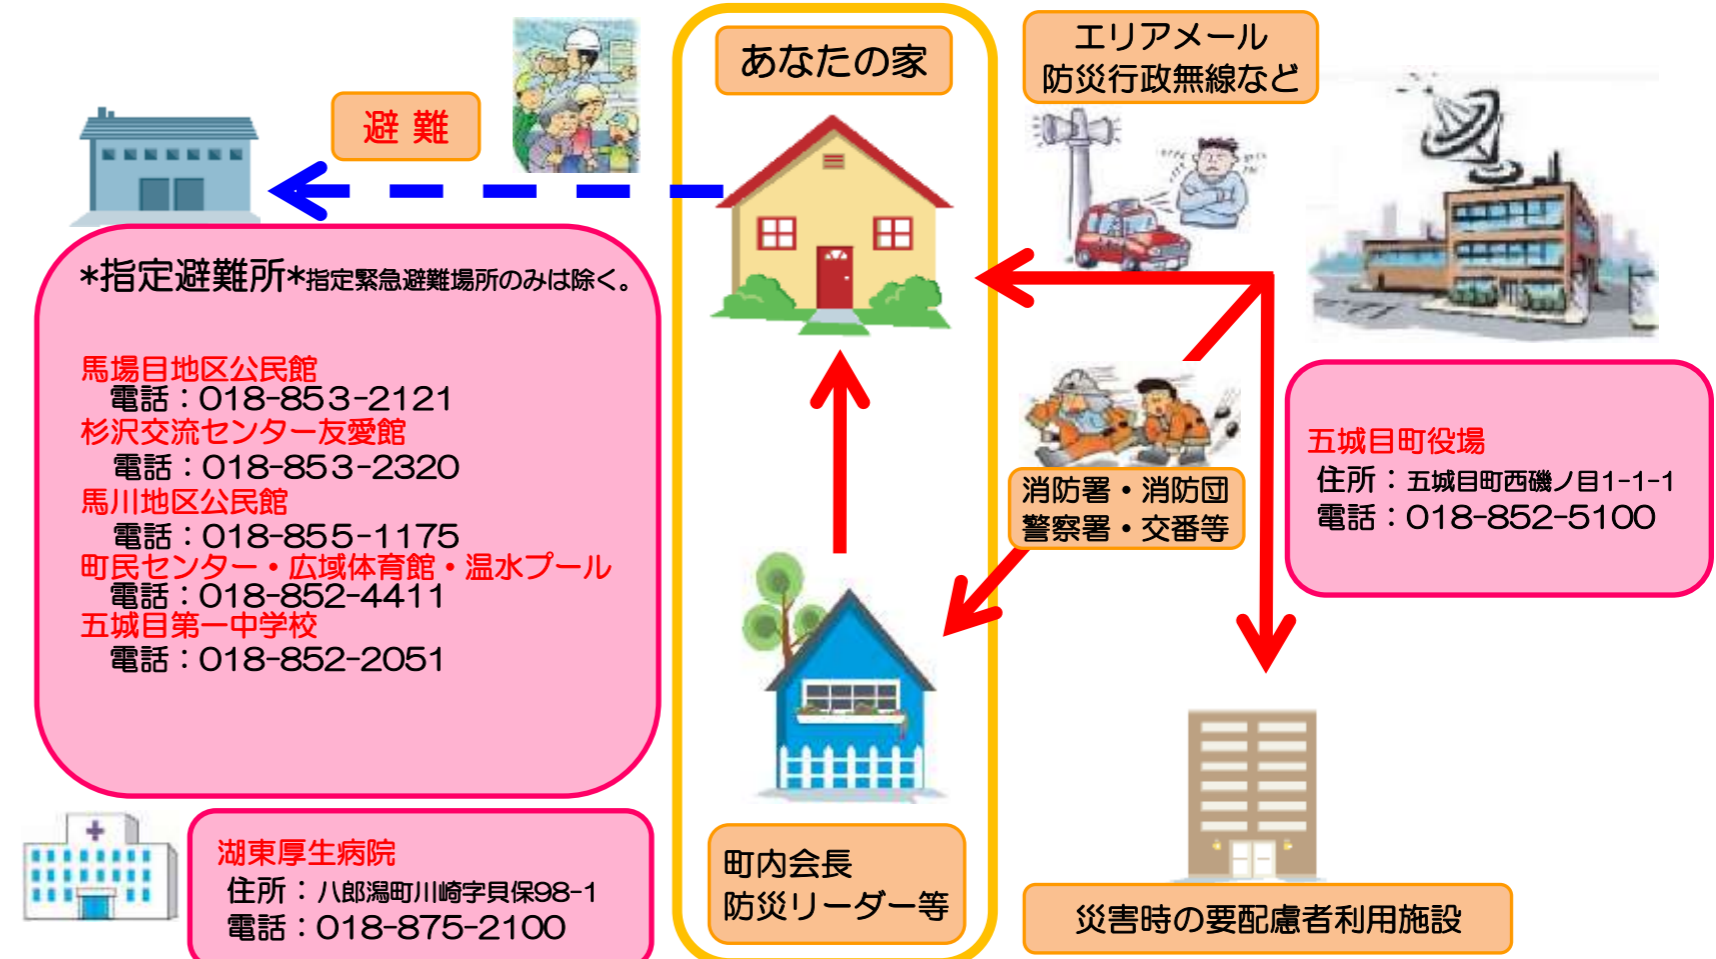 あなたの家
エリアメール
防災行政無線など
避 難
*指定避難所*指定緊急避難場所のみは除く。
馬場目地区公民館
電話：018-853-2121
杉沢交流センター友愛館
電話：018-853-2320
馬川地区公民館
電話：018-855-1175
町民センター・広域体育館・温水プール
電話：018-852-4411
五城目第一中学校
電話：018-852-2051
消防署・消防団
警察署・交番等
五城目町役場
住所：五城目町西磯ノ目1-1-1
電話：018-852-5100
湖東厚生病院
住所：八郎潟町川崎字貝保98-1
電話：018-875-2100
町内会長
防災リーダー等
災害時の要配慮者利用施設